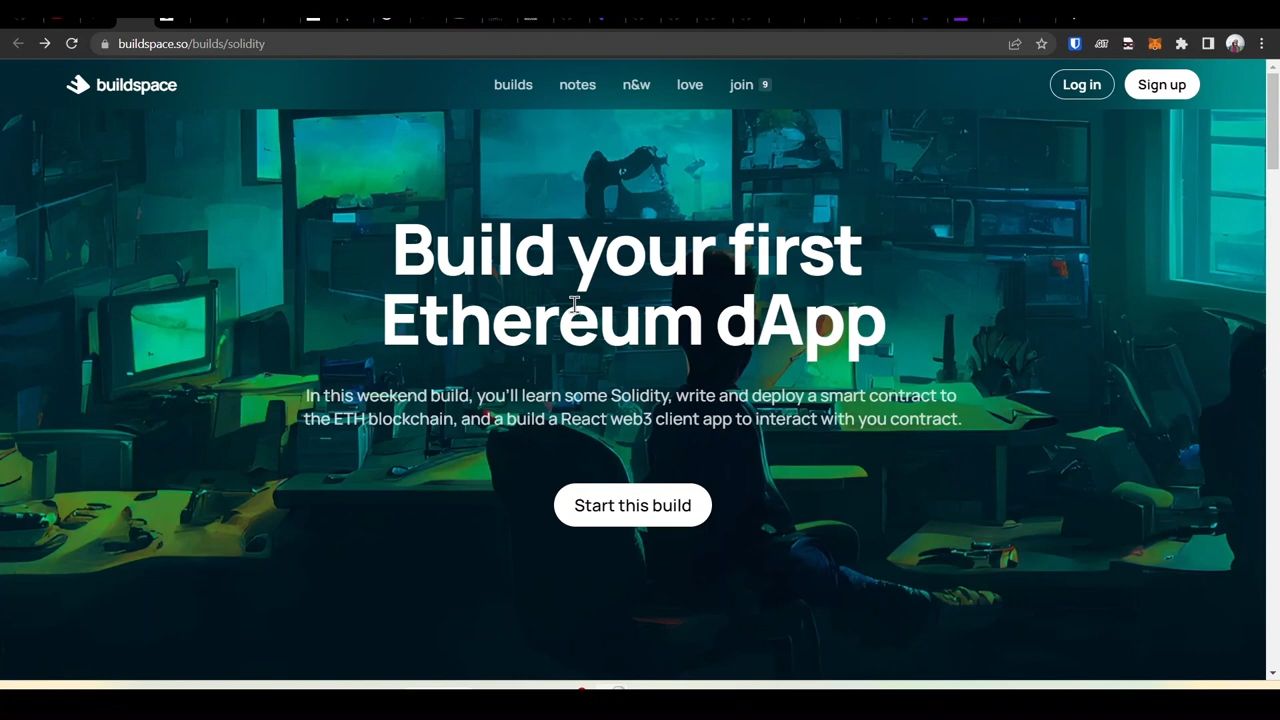 buildspace.so/builds/solidity
buildspace
builds
notes
n&w
love
join 9
Log in
Sign up
Build your first
Ethereum dApp
In this weekend build, you'll learn some Solidity, write and deploy a smart contract to
the ETH blockchain, and a build a React web3 client app to interact with you contract.
Start this build